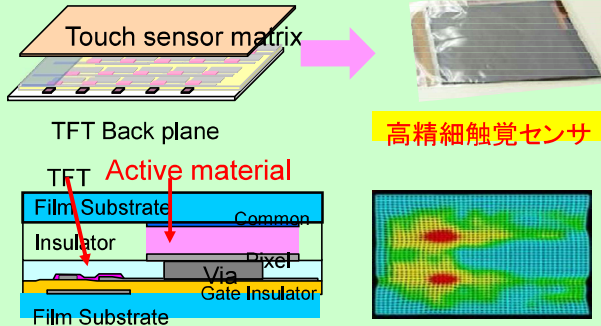 Touch sensor matrix
TFT Back plane
高精細触覚センサ
TFT
Active material
Film Substrate
Common
Insulator
Pixel
Via
Gate Insulator
Film Substrate